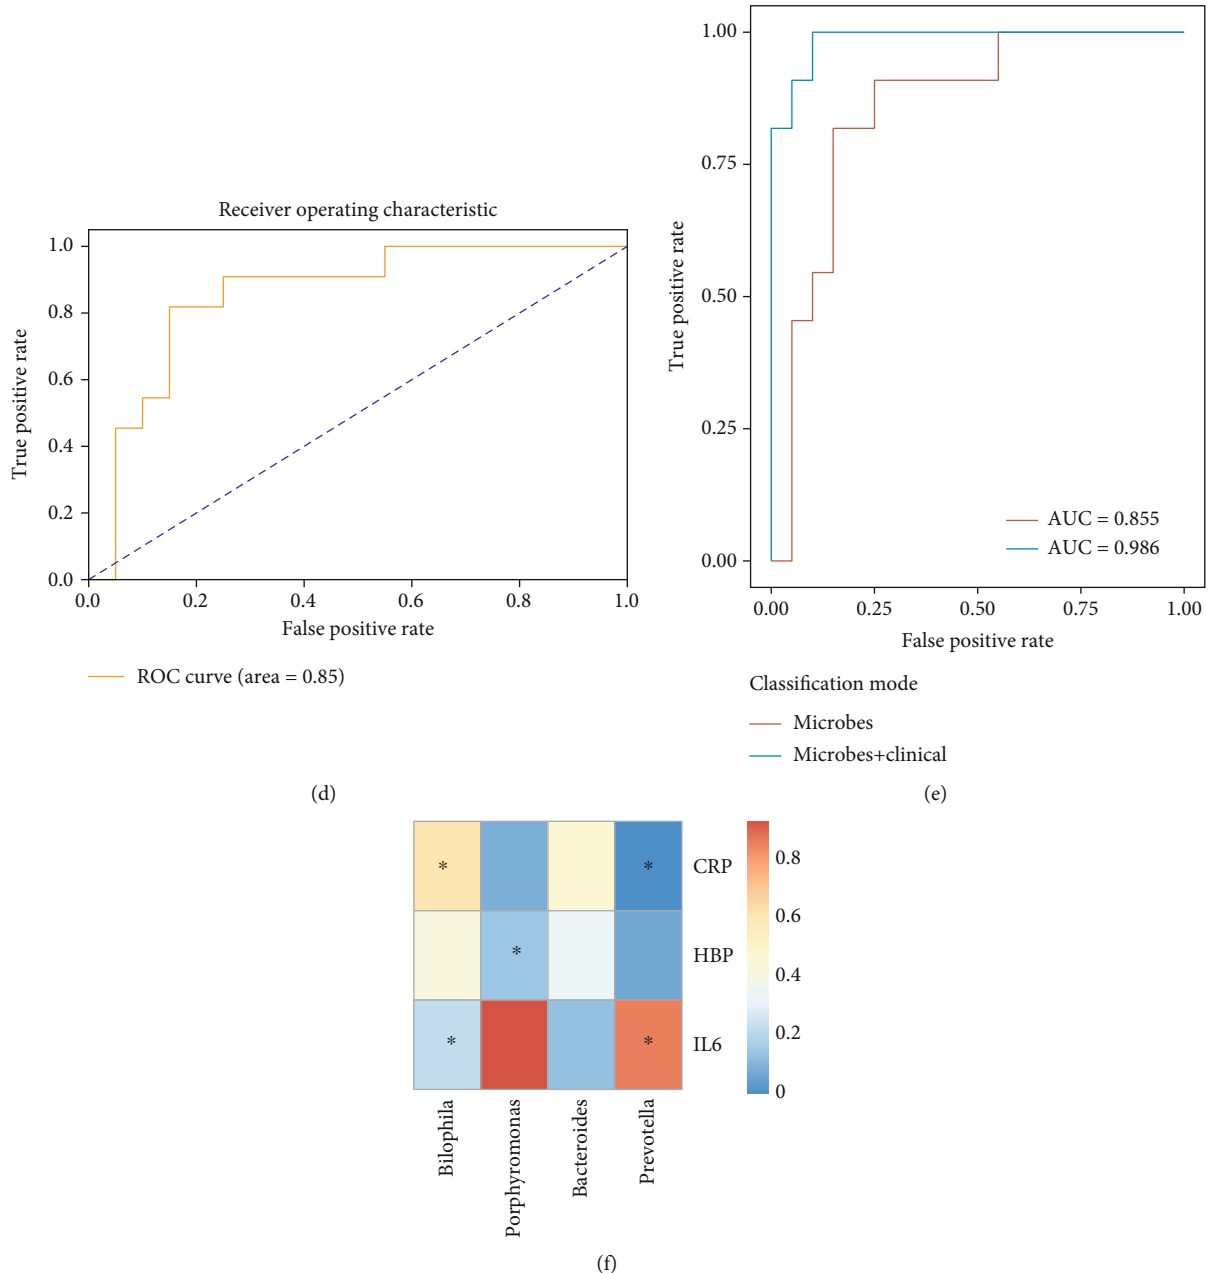 Receiver operating characteristic
True positive rate
1.0
0.8
0.6
0.4
0.2
0.0
0.0 0.2 0.4 0.6 0.8 1.0
False positive rate
ROC curve (area = 0.85)
(d)
True positive rate
1.00
0.75
0.50
0.25
0.00
AUC = 0.855
AUC = 0.986
0.00 0.25 0.50 0.75 1.00
False positive rate
Classification mode
Microbes
Microbes+clinical
(e)
* * CRP
* HBP
* * IL6
0.8
0.6
0.4
0.2
0
Bilophila
Porphyromonas
Bacteroides
Prevotella
(f)